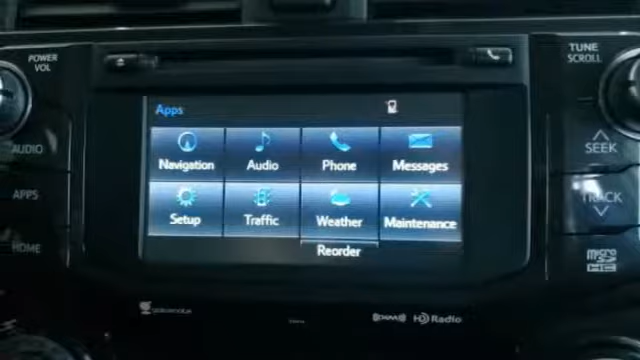 POWER
VOL
TUNE
SCROLL
Apps
AUDIO
Navigation
Audio
Phone
Messages
SEEK
APPS
Setup
Traffic
Weather
Maintenance
TRACK
HOME
Reorder
micro
HC
HD Radio